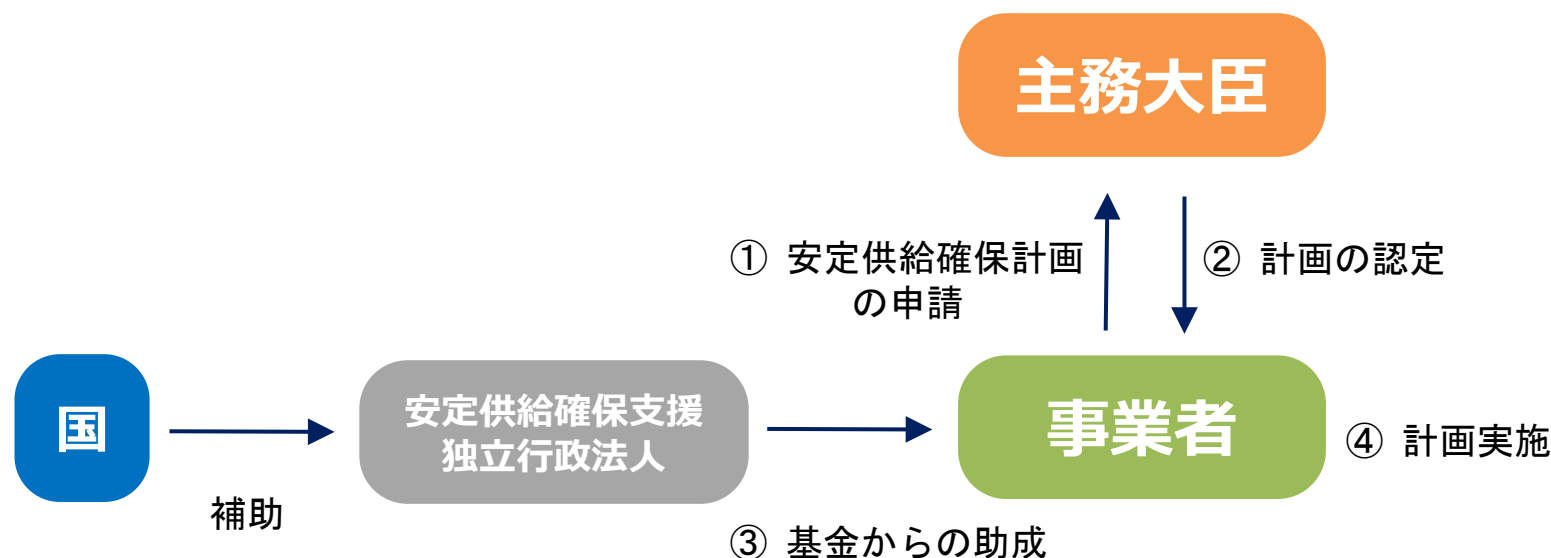 主務大臣
① 安定供給確保計画
の申請
② 計画の認定
国
補助
安定供給確保支援
独立行政法人
③ 基金からの助成
事業者
④ 計画実施